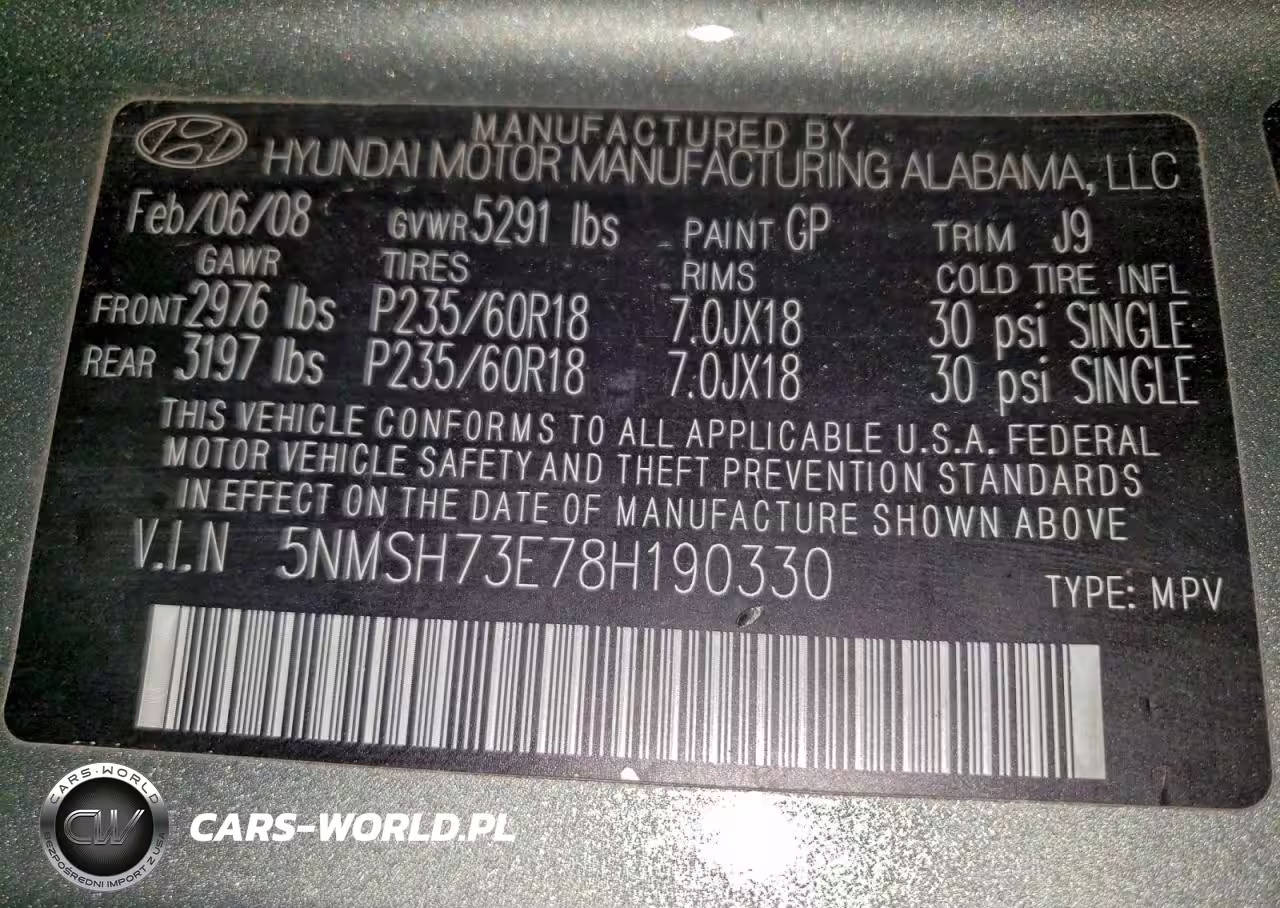 MANUFACTURED BY
HYUNDAI MOTOR MANUFACTURING ALABAMA, LLC
Feb/06/08 GVWR 5291 lbs PAINT GP TRIM J9
GAWR TIRES RIMS COLD TIRE INFL
FRONT 2976 lbs P235/60R18 7.0JX18 30 psi SINGLE
REAR 3197 lbs P235/60R18 7.0JX18 30 psi SINGLE
THIS VEHICLE CONFORMS TO ALL APPLICABLE U.S.A. FEDERAL
MOTOR VEHICLE SAFETY AND THEFT PREVENTION STANDARDS
IN EFFECT ON THE DATE OF MANUFACTURE SHOWN ABOVE
V.I.N 5NMSH73E78H190330
TYPE: MPV
CARS-WORLD
CW
BEZPOŚREDNI IMPORT Z USA
CARS-WORLD.PL